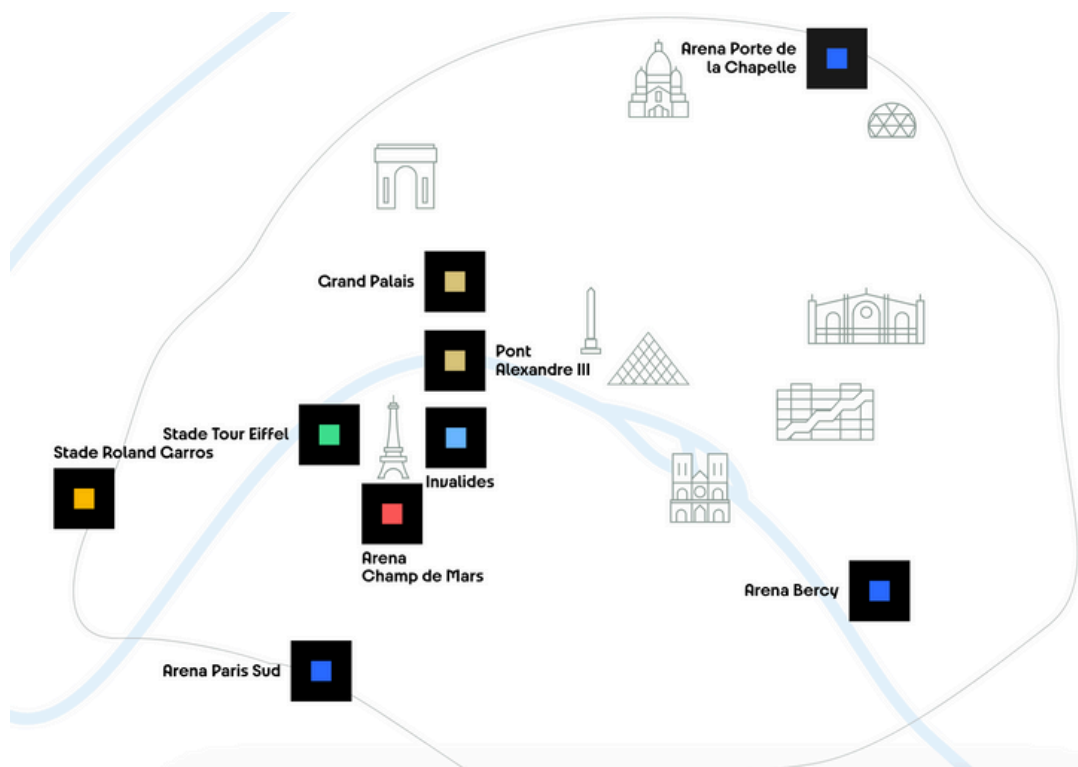 Arena Porte de
la Chapelle
Grand Palais
Pont
Alexandre III
Stade Tour Eiffel
Stade Roland Garros
Invalides
Arena
Champ de Mars
Arena Bercy
Arena Paris Sud